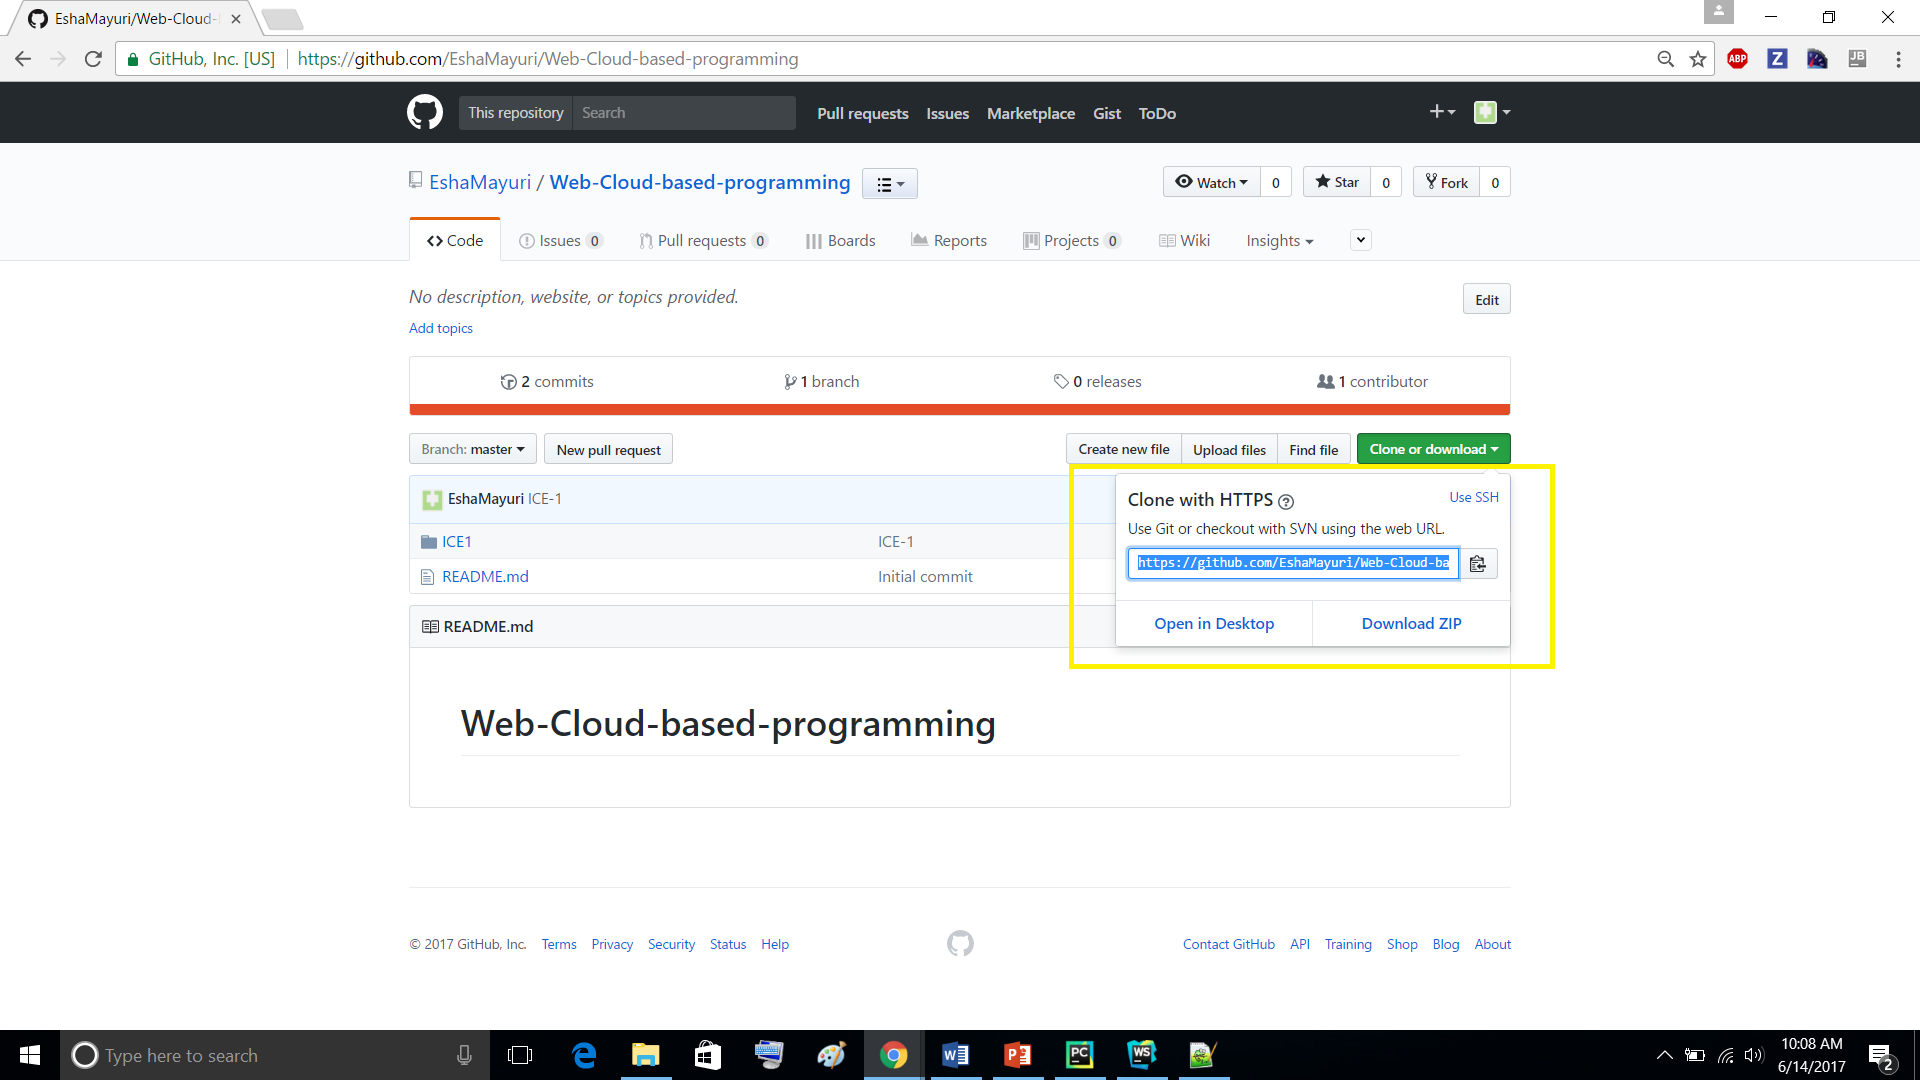 EshaMayuri/Web-Cloud-
GitHub, Inc. [US] https://github.com/EshaMayuri/Web-Cloud-based-programming
ABP Z JB
This repository Search Pull requests Issues Marketplace Gist ToDo
EshaMayuri / Web-Cloud-based-programming Watch 0 Star 0 Fork 0
Code Issues 0 Pull requests 0 Boards Reports Projects 0 Wiki Insights
No description, website, or topics provided. Edit
Add topics
2 commits 1 branch 0 releases 1 contributor
Branch: master New pull request Create new file Upload files Find file Clone or download
EshaMayuri ICE-1
ICE1 ICE-1
README.md Initial commit
Clone with HTTPS Use SSH
Use Git or checkout with SVN using the web URL.
https://github.com/EshaMayuri/Web-Cloud-ba
Open in Desktop Download ZIP
README.md
Web-Cloud-based-programming
© 2017 GitHub, Inc. Terms Privacy Security Status Help Contact GitHub API Training Shop Blog About
Type here to search
W P PC WS
10:08 AM
6/14/2017
2